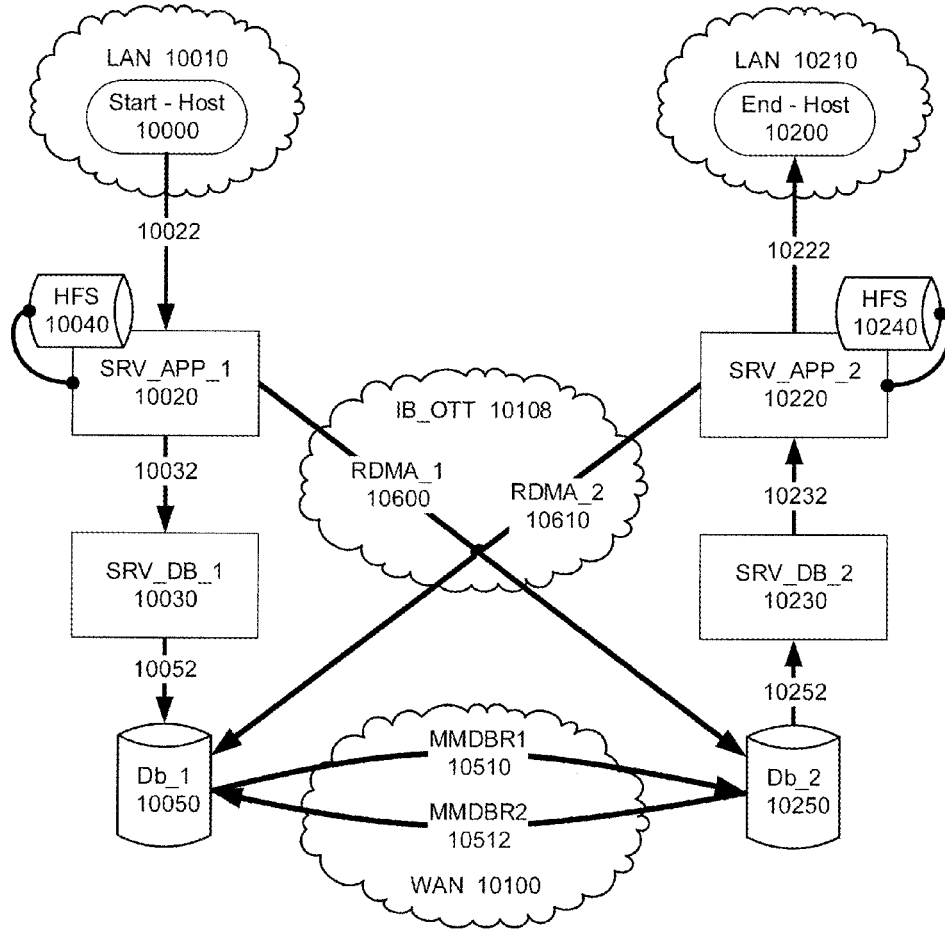 LAN 10010
Start - Host
10000
LAN 10210
End - Host
10200
10022
10222
HFS
10040
HFS
10240
SRV_APP_1
10020
SRV_APP_2
10220
IB_OTT 10108
10032
RDMA_1
10600
RDMA_2
10610
10232
SRV_DB_1
10030
SRV_DB_2
10230
10052
10252
Db_1
10050
MMDBR1
10510
Db_2
10250
MMDBR2
10512
WAN 10100